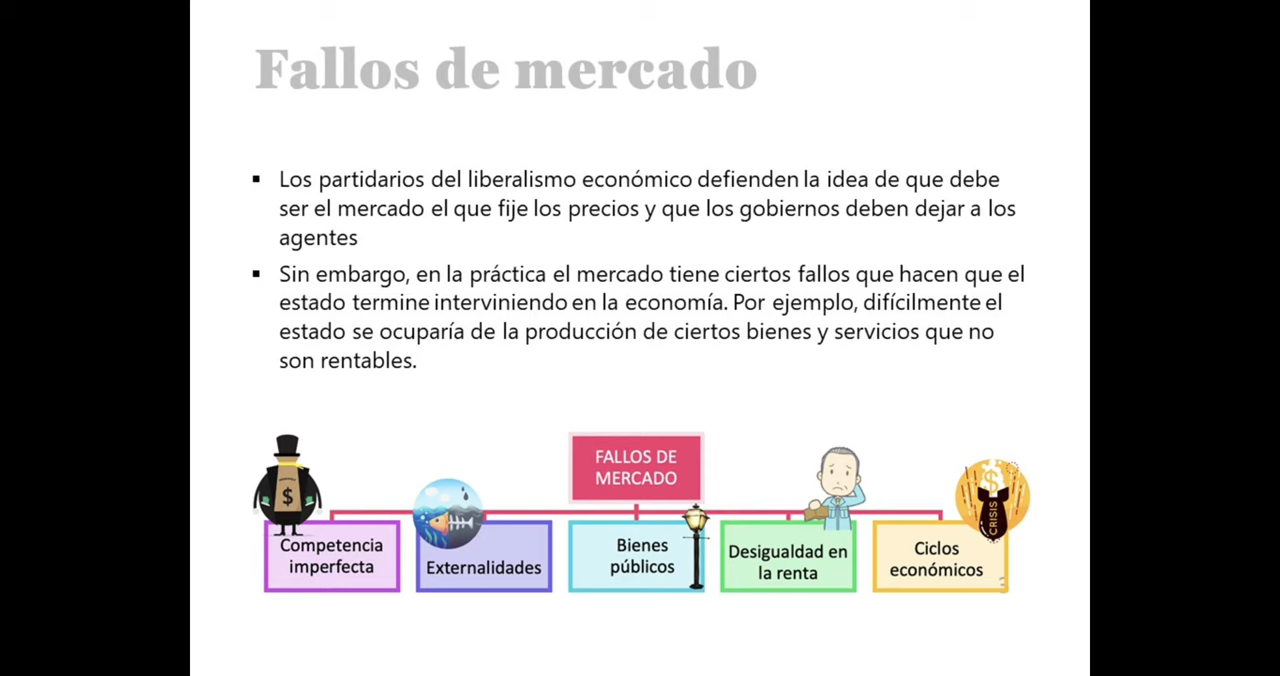 Fallos de mercado
▪ Los partidarios del liberalismo económico defienden la idea de que debe
ser el mercado el que fije los precios y que los gobiernos deben dejar a los
agentes
▪ Sin embargo, en la práctica el mercado tiene ciertos fallos que hacen que el
estado termine interviniendo en la economía. Por ejemplo, difícilmente el
estado se ocuparía de la producción de ciertos bienes y servicios que no
son rentables.
FALLOS DE
MERCADO
$
Competencia
imperfecta
Externalidades
Bienes
públicos
Desigualdad en
la renta
$
CRISIS
Ciclos
económicos